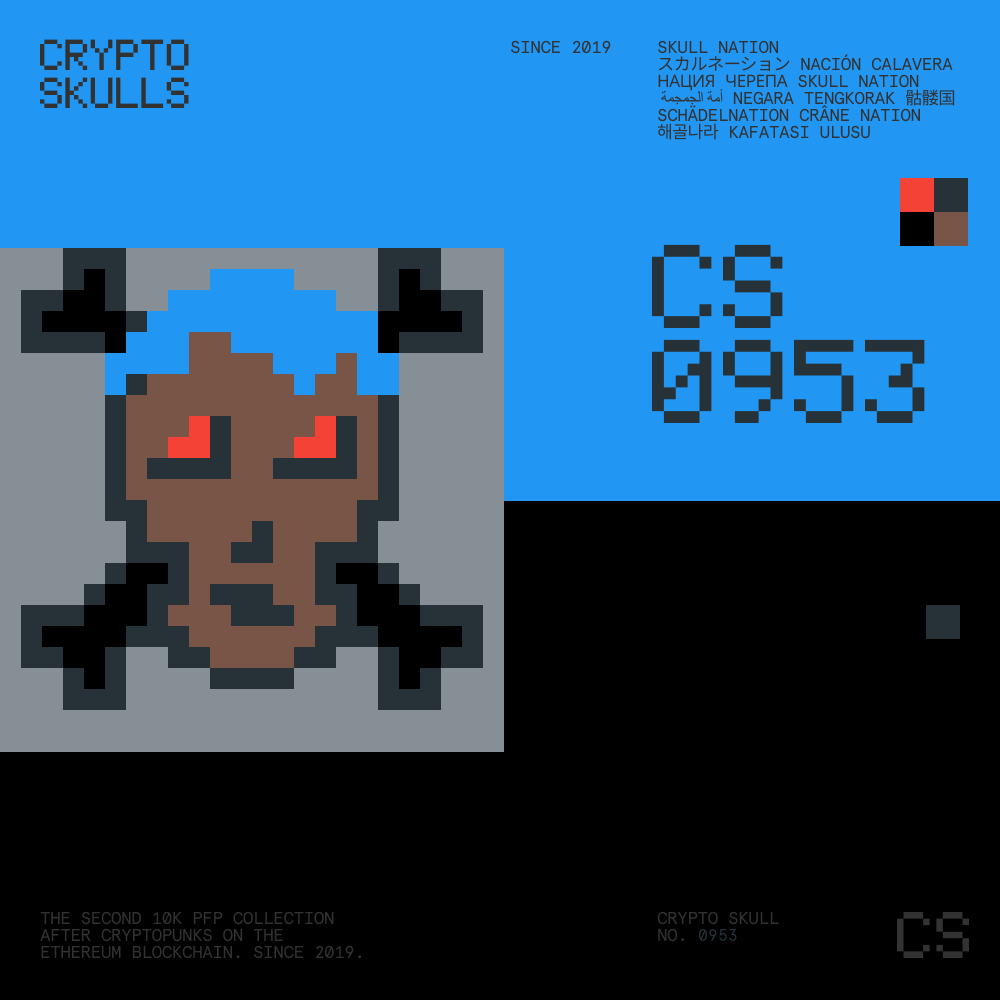 CRYPTO
SKULLS
SINCE 2019
SKULL NATION
スカルネーション NACIÓN CALAVERA
НАЦИЯ ЧЕРЕПА SKULL NATION
أمة الجمجمة NEGARA TENGKORAK 骷髅国
SCHÄDELNATION CRÂNE NATION
해골나라 KAFATASI ULUSU
CS
0953
THE SECOND 10K PFP COLLECTION
AFTER CRYPTOPUNKS ON THE
ETHEREUM BLOCKCHAIN. SINCE 2019.
CRYPTO SKULL
NO. 0953
CS